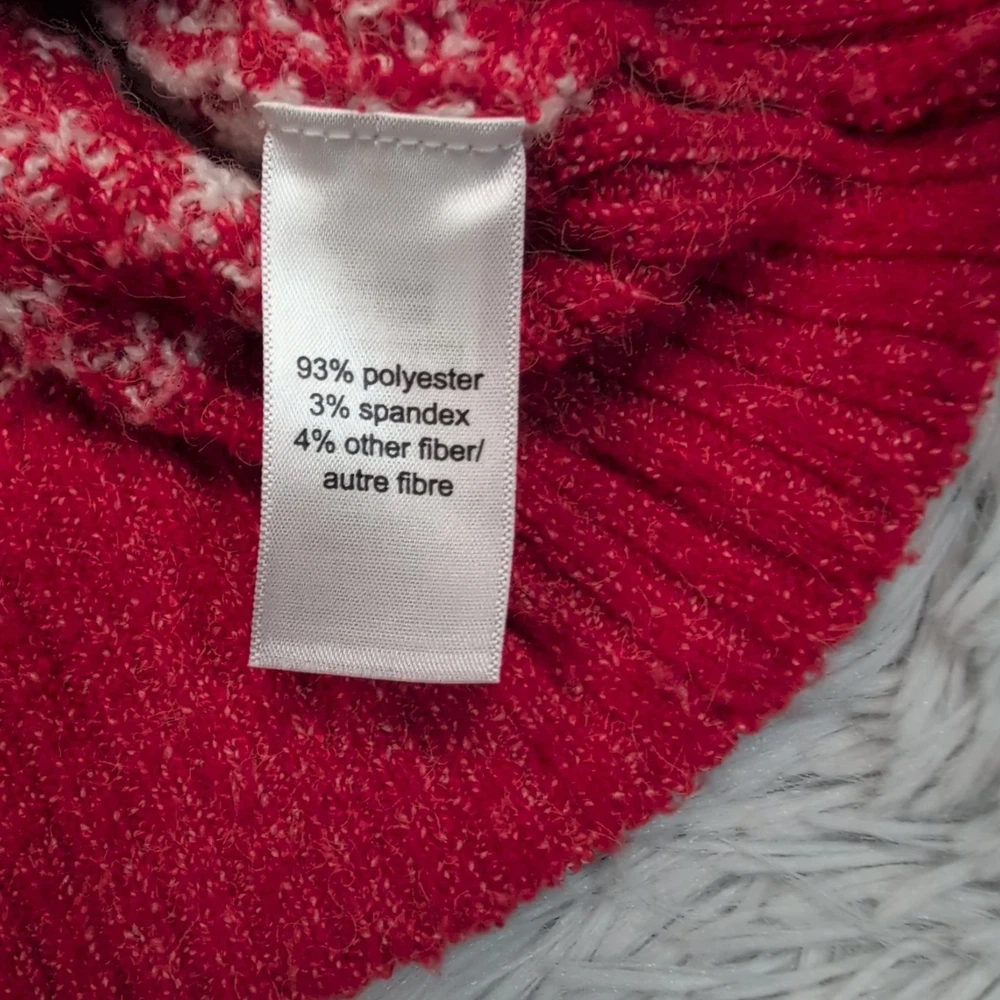 93% polyester
3% spandex
4% other fiber/
autre fibre